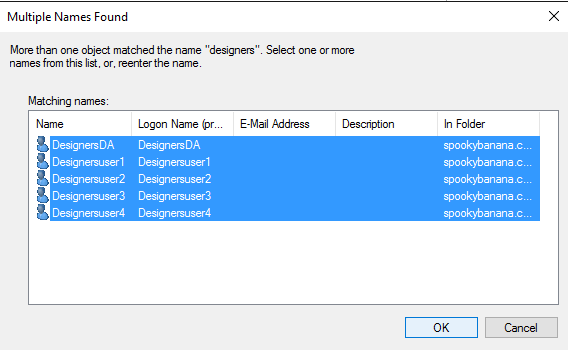 Multiple Names Found
More than one object matched the name "designers". Select one or more
names from this list, or, reenter the name.
Matching names:
Name Logon Name (pr... E-Mail Address Description In Folder
DesignersDA DesignersDA spookybanana.c...
Designersuser1 Designersuser1 spookybanana.c...
Designersuser2 Designersuser2 spookybanana.c...
Designersuser3 Designersuser3 spookybanana.c...
Designersuser4 Designersuser4 spookybanana.c...
OK Cancel